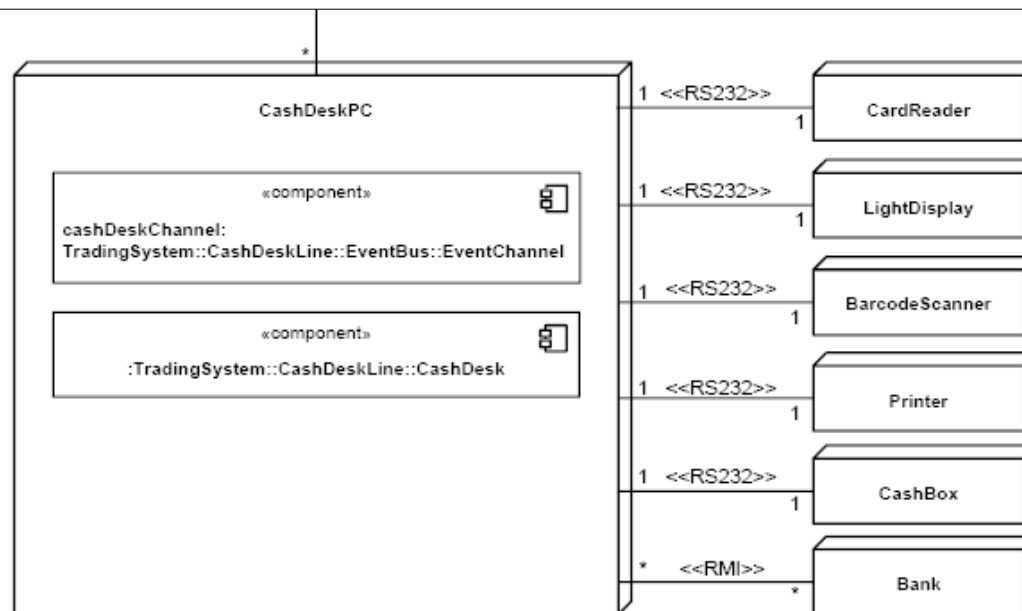 *
CashDeskPC
«component»
cashDeskChannel:
TradingSystem::CashDeskLine::EventBus::EventChannel
«component»
:TradingSystem::CashDeskLine::CashDesk
1 <<RS232>>
1
CardReader
1 <<RS232>>
1
LightDisplay
1 <<RS232>>
1
BarcodeScanner
1 <<RS232>>
1
Printer
1 <<RS232>>
1
CashBox
* <<RMI>>
*
Bank